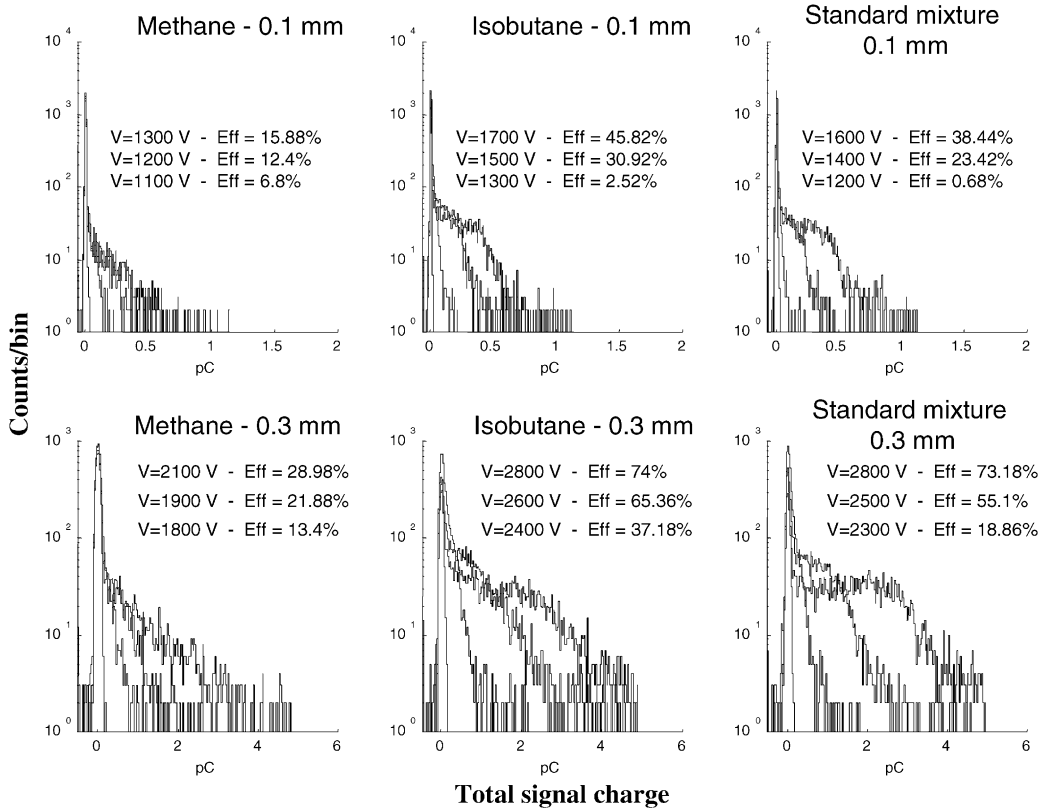 Methane - 0.1 mm
10 4
10 3
10 2
10 1
10 0
V=1300 V - Eff = 15.88%
V=1200 V - Eff = 12.4%
V=1100 V - Eff = 6.8%
0 0.5 1 1.5 2
pC
Isobutane - 0.1 mm
10 4
10 3
10 2
10 1
10 0
V=1700 V - Eff = 45.82%
V=1500 V - Eff = 30.92%
V=1300 V - Eff = 2.52%
0 0.5 1 1.5 2
pC
Standard mixture
0.1 mm
10 4
10 3
10 2
10 1
10 0
V=1600 V - Eff = 38.44%
V=1400 V - Eff = 23.42%
V=1200 V - Eff = 0.68%
0 0.5 1 1.5 2
pC
Counts/bin
Methane - 0.3 mm
10 3
10 2
10 1
10 0
V=2100 V - Eff = 28.98%
V=1900 V - Eff = 21.88%
V=1800 V - Eff = 13.4%
0 2 4 6
pC
Isobutane - 0.3 mm
10 3
10 2
10 1
10 0
V=2800 V - Eff = 74%
V=2600 V - Eff = 65.36%
V=2400 V - Eff = 37.18%
0 2 4 6
pC
Standard mixture
0.3 mm
10 3
10 2
10 1
10 0
V=2800 V - Eff = 73.18%
V=2500 V - Eff = 55.1%
V=2300 V - Eff = 18.86%
0 2 4 6
pC
Total signal charge